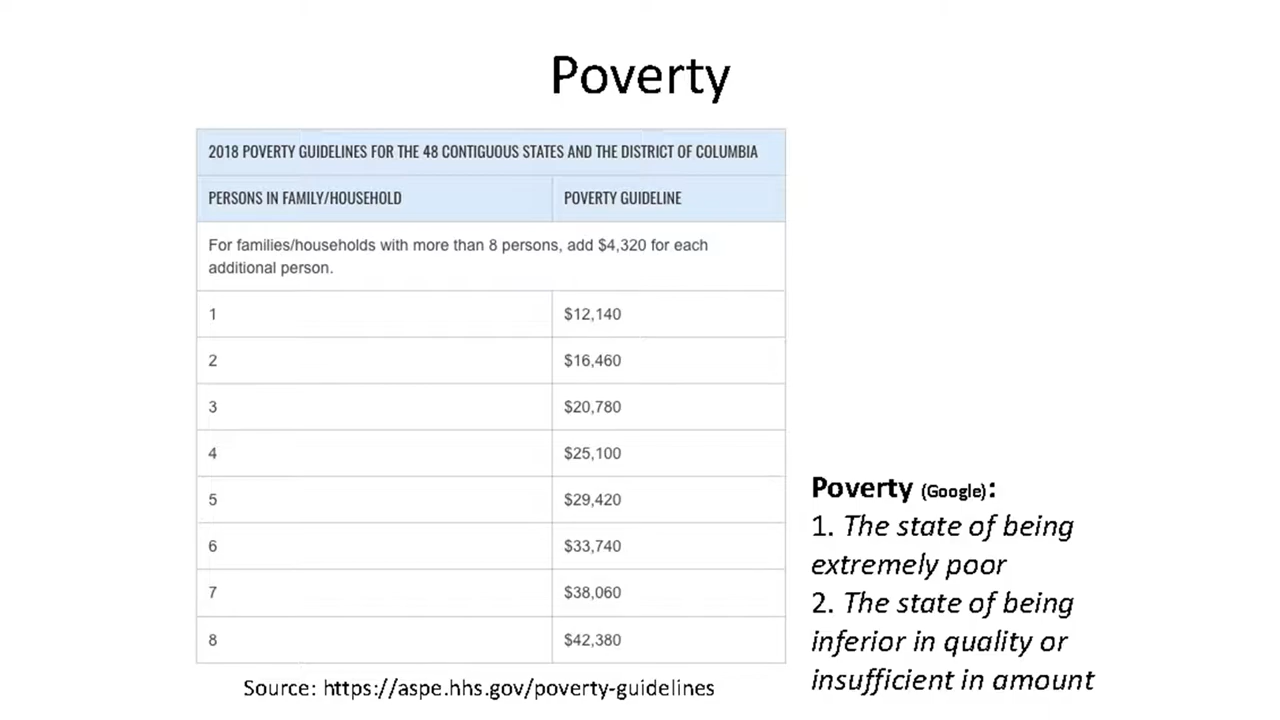 Poverty
2018 POVERTY GUIDELINES FOR THE 48 CONTIGUOUS STATES AND THE DISTRICT OF COLUMBIA
PERSONS IN FAMILY/HOUSEHOLD POVERTY GUIDELINE
For families/households with more than 8 persons, add $4,320 for each
additional person.
1 $12,140
2 $16,460
3 $20,780
4 $25,100
5 $29,420
6 $33,740
7 $38,060
8 $42,380
Source: https://aspe.hhs.gov/poverty-guidelines
Poverty (Google):
1. The state of being
extremely poor
2. The state of being
inferior in quality or
insufficient in amount